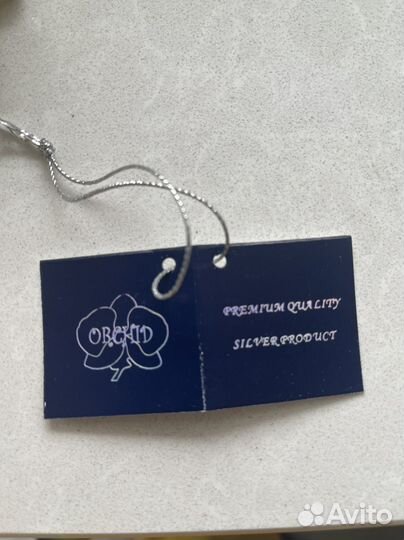 ORCHID
PREMIUM QUALITY
SILVER PRODUCT
Avito